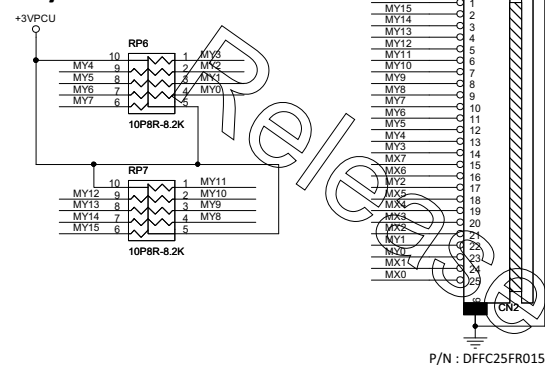 +3VPCU
RP6
10 1 MY3
MY4 9 2 MY2
MY5 8 3 MY1
MY6 7 4 MY0
MY7 6 5
10P8R-8.2K
RP7
10 1 MY11
MY12 9 2 MY10
MY13 8 3 MY9
MY14 7 4 MY8
MY15 6 5
10P8R-8.2K
1
MY15 2
MY14 3
MY13 4
MY12 5
MY11 6
MY10 7
MY9 8
MY8 9
MY7 10
MY6 11
MY5 12
MY4 13
MY3 14
MX7 15
MX6 16
MY2 17
MX5 18
MX4 19
MX3 20
MX2 21
MY1 22
MY0 23
MX1 24
MX0 25
CN2
P/N : DFFC25FR015
Release